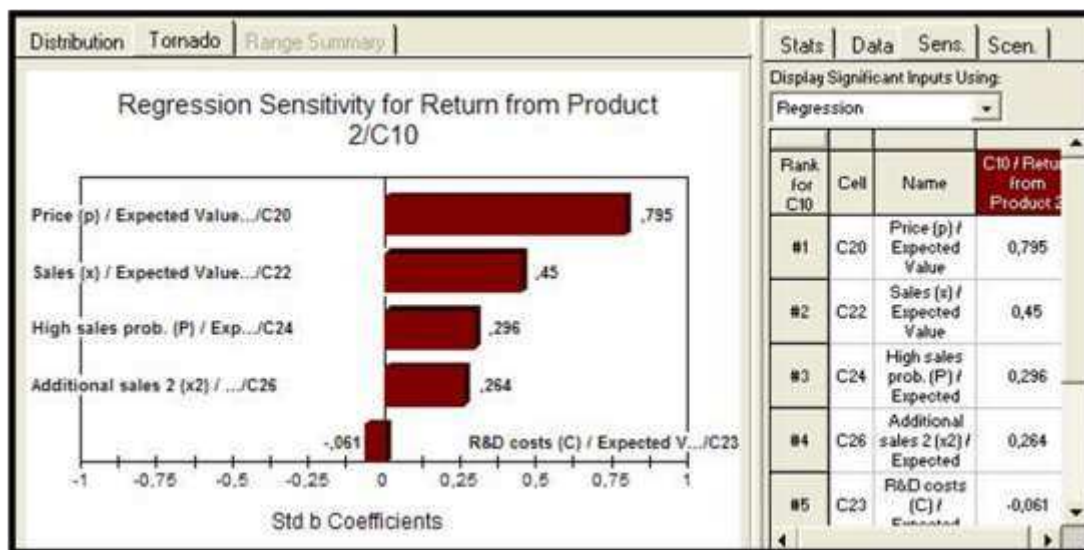 Distribution Tornado Range Summary
Regression Sensitivity for Return from Product
2/C10
Price (p) / Expected Value.../C20
,795
Sales (x) / Expected Value.../C22
,45
High sales prob. (P) / Exp.../C24
,296
Additional sales 2 (x2) / .../C26
,264
-,061
R&D costs (C) / Expected V.../C23
-1 -0,75 -0,5 -0,25 0 0,25 0,5 0,75 1
Std b Coefficients
Stats Data Sens. Scen.
Display Significant Inputs Using:
Regression
Rank for C10 Cell Name C10 / Retu from Product 2
#1 C20 Price (p) / Expected Value 0,795
#2 C22 Sales (x) / Expected Value 0,45
#3 C24 High sales prob. (P) / Expected 0,296
#4 C26 Additional sales 2 (x2) / Expected 0,264
#5 C23 R&D costs (C) / Expected -0,061